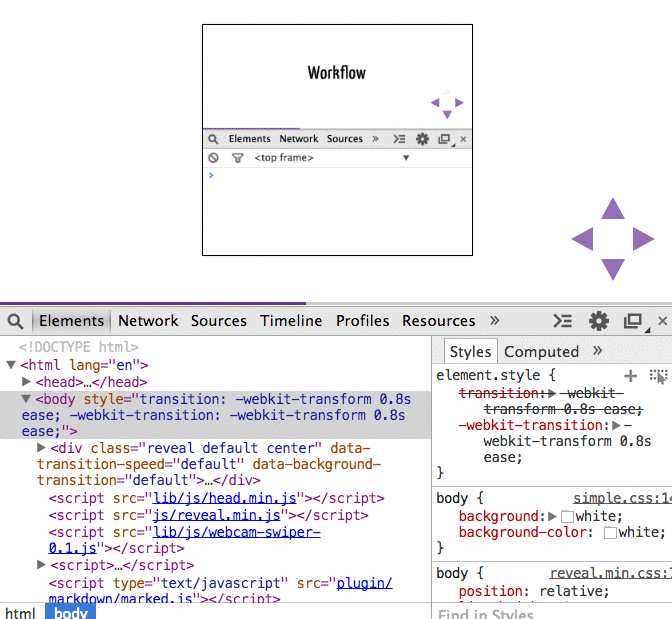 Workflow
Elements Network Sources »
<top frame>
Elements Network Sources Timeline Profiles Resources »
<!DOCTYPE html>
<html lang="en">
<head>…</head>
<body style="transition: -webkit-transform 0.8s
ease; -webkit-transition: -webkit-transform 0.8s
ease;">
<div class="reveal default center" data-
transition-speed="default" data-background-
transition="default">…</div>
<script src="lib/js/head.min.js"></script>
<script src="js/reveal.min.js"></script>
<script src="lib/js/webcam-swiper-
0.1.js"></script>
<script>…</script>
<script type="text/javascript" src="plugin/
markdown/marked.js"></script>
html body
Styles Computed »
element.style {
transition: -webkit-
transform 0.8s ease;
-webkit-transition: -
webkit-transform 0.8s
ease;
}
body { simple.css:14
background: white;
background-color: white;
}
body { reveal.min.css:7
position: relative;
Find in Styles